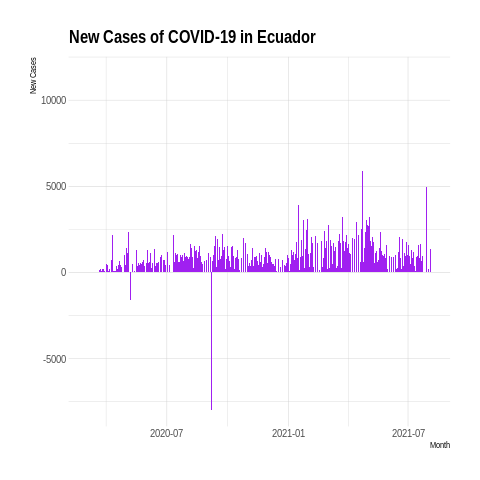 New Cases of COVID-19 in Ecuador
New Cases
10000
5000
0
-5000
2020-07
2021-01
2021-07
Month